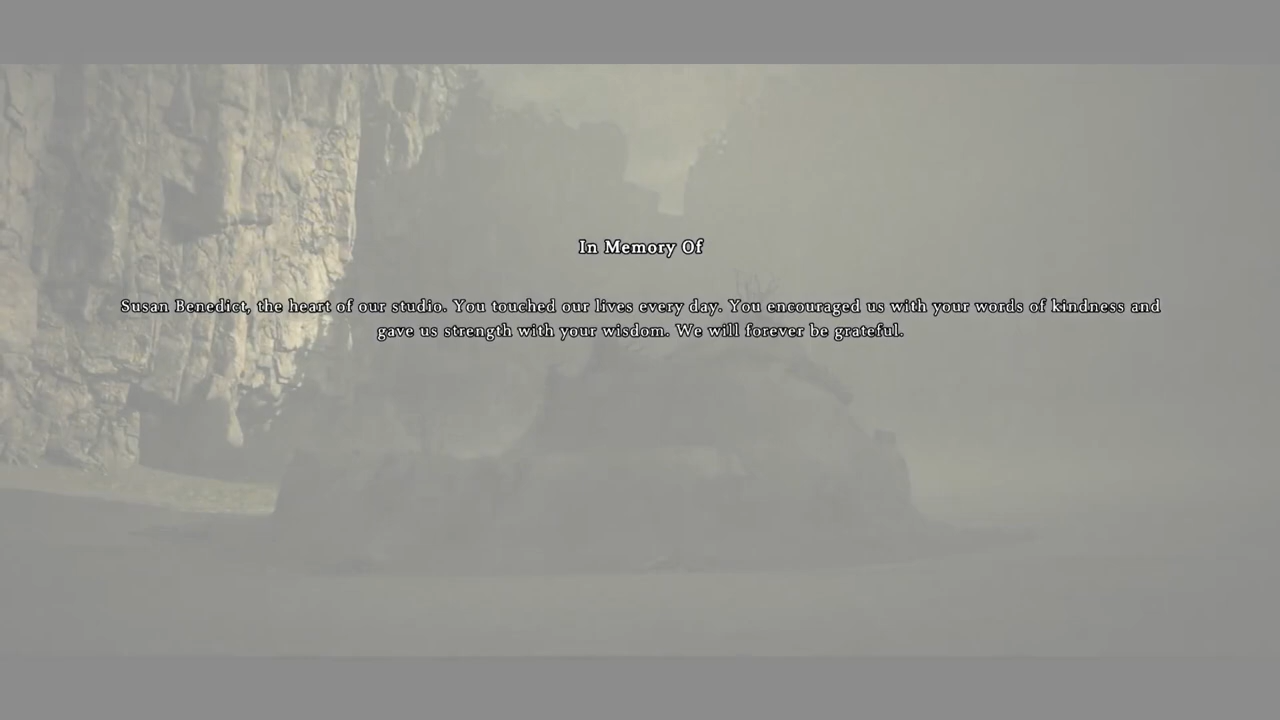 In Memory Of
Susan Benedict, the heart of our studio. You touched our lives every day. You encouraged us with your words of kindness and
gave us strength with your wisdom. We will forever be grateful.